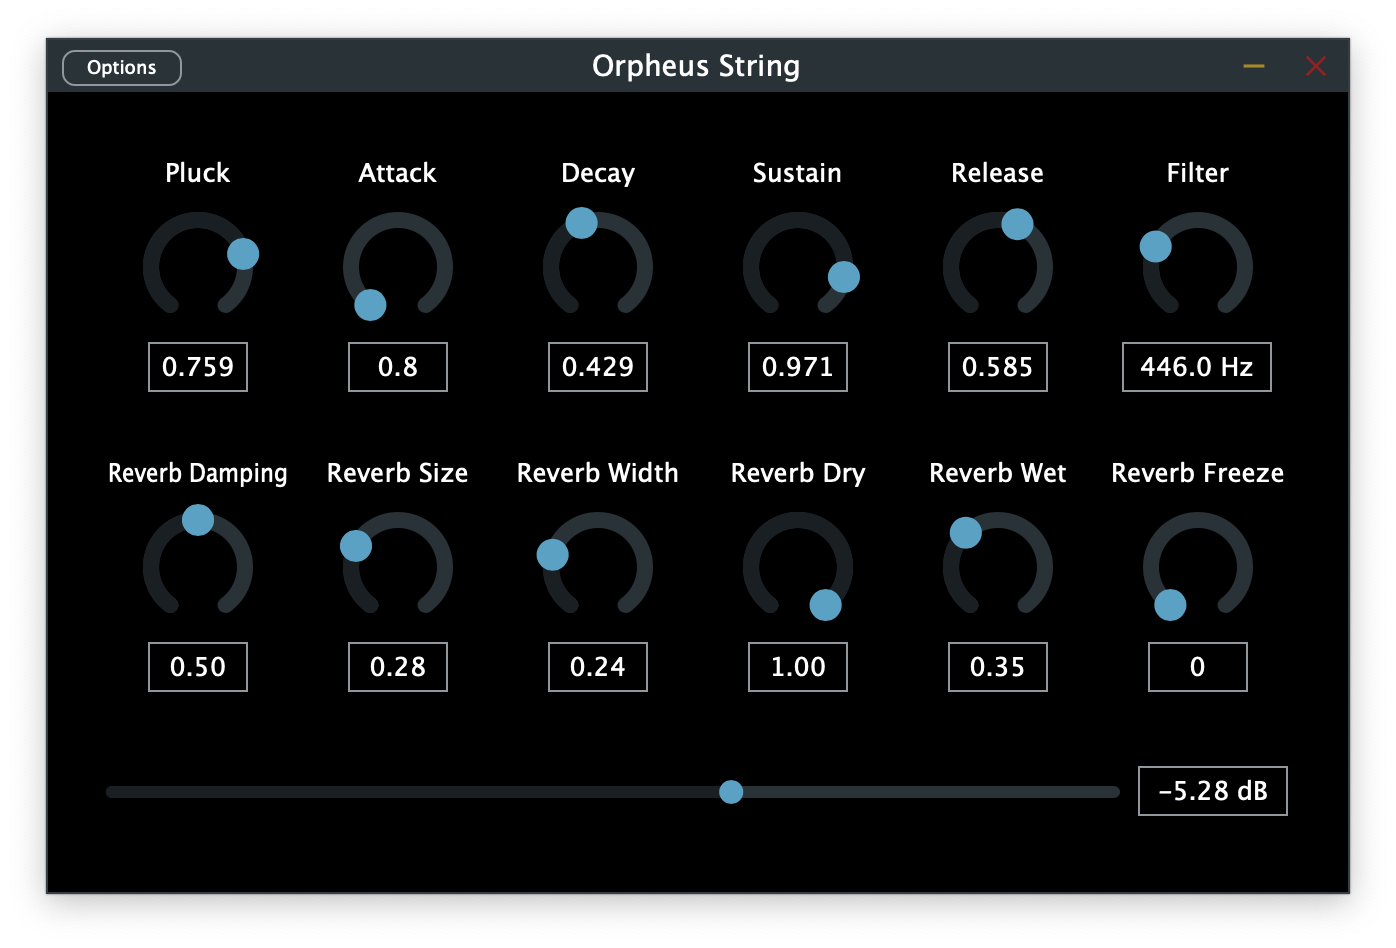 Options
Orpheus String
Pluck
Attack
Decay
Sustain
Release
Filter
0.759
0.8
0.429
0.971
0.585
446.0 Hz
Reverb Damping
Reverb Size
Reverb Width
Reverb Dry
Reverb Wet
Reverb Freeze
0.50
0.28
0.24
1.00
0.35
0
-5.28 dB